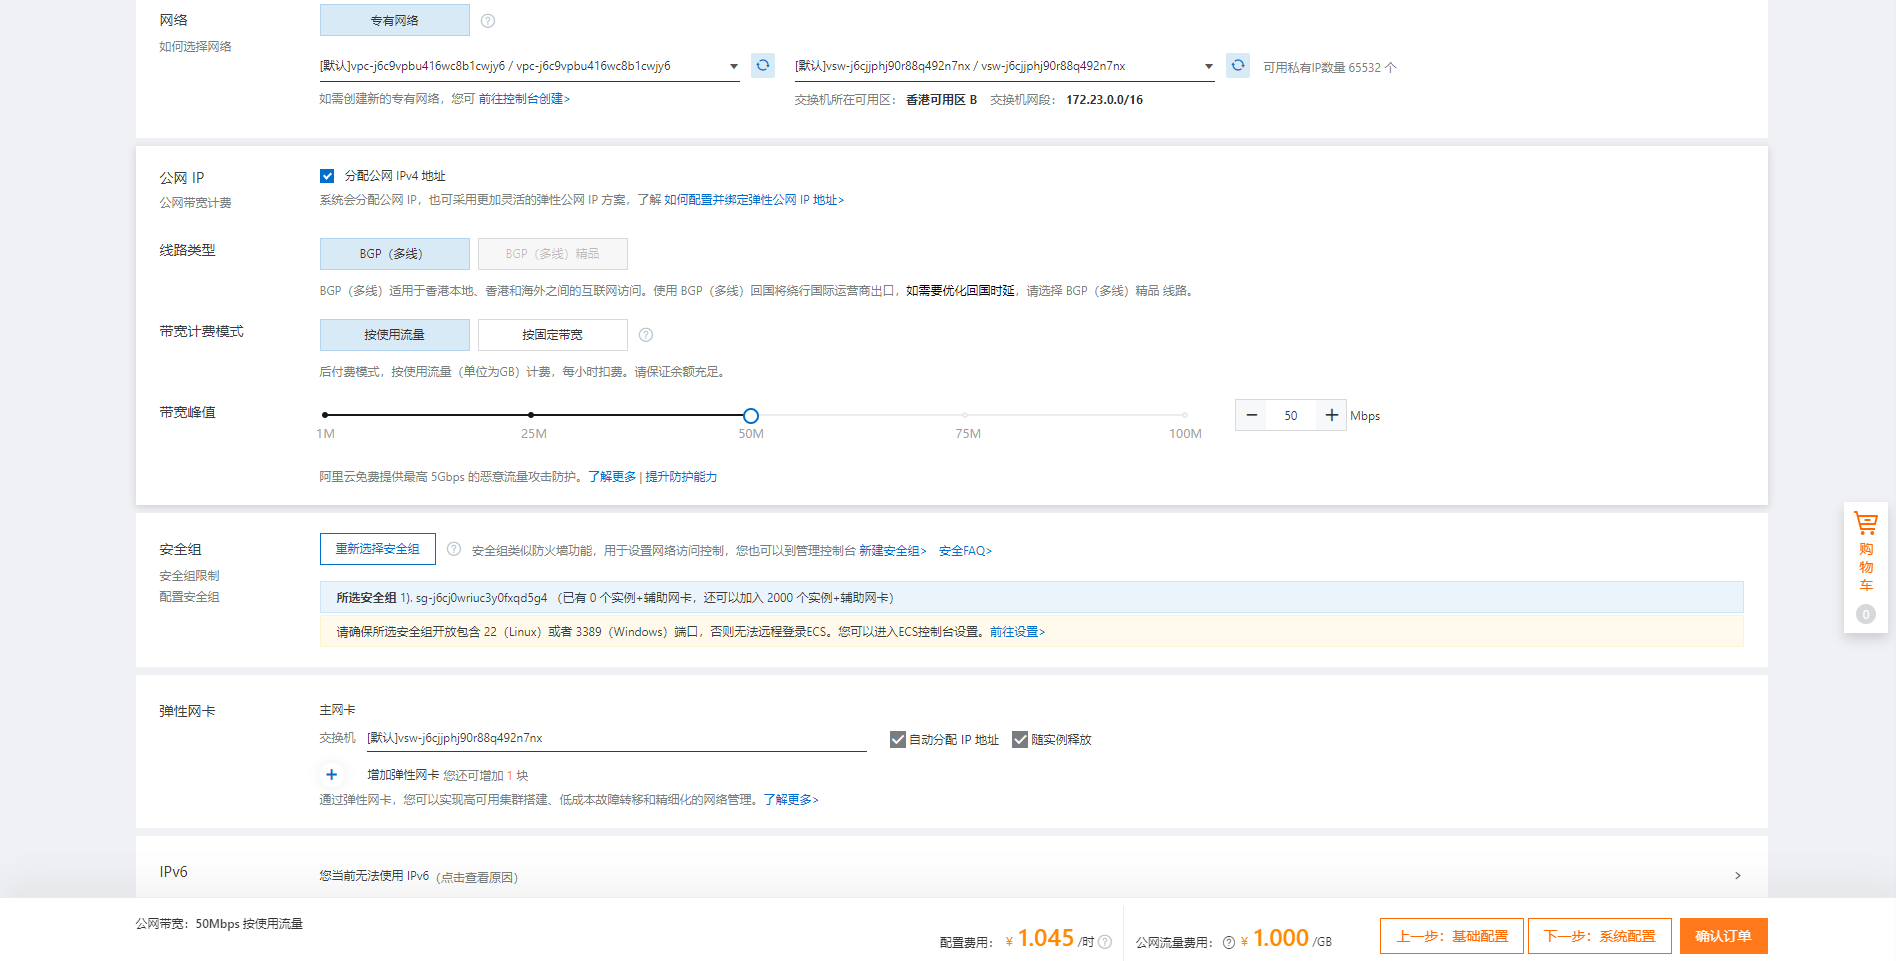 网络
专有网络
如何选择网络
[默认]vpc-j6c9vpbu416wc8b1cwjy6 / vpc-j6c9vpbu416wc8b1cwjy6
[默认]vsw-j6cjjphj90r88q492n7nx / vsw-j6cjjphj90r88q492n7nx
可用私有IP数量 65532 个
如需创建新的专有网络，您可 前往控制台创建>
交换机所在可用区： 香港可用区 B 交换机网段： 172.23.0.0/16
公网 IP
分配公网 IPv4 地址
公网带宽计费
系统会分配公网 IP，也可采用更加灵活的弹性公网 IP 方案，了解 如何配置并绑定弹性公网 IP 地址>
线路类型
BGP（多线）
BGP（多线）精品
BGP（多线）适用于香港本地、香港和海外之间的互联网访问。使用 BGP（多线）回国将绕行国际运营商出口，如需要优化回国时延，请选择 BGP（多线）精品 线路。
带宽计费模式
按使用流量
按固定带宽
后付费模式，按使用流量（单位为GB）计费，每小时扣费。请保证余额充足。
带宽峰值
1M 25M 50M 75M 100M
50 Mbps
阿里云免费提供最高 5Gbps 的恶意流量攻击防护。了解更多 | 提升防护能力
安全组
重新选择安全组
安全组类似防火墙功能，用于设置网络访问控制，您也可以到管理控制台 新建安全组> 安全FAQ>
安全组限制
配置安全组
所选安全组 1). sg-j6cj0wriuc3y0fxqd5g4 （已有 0 个实例+辅助网卡，还可以加入 2000 个实例+辅助网卡）
请确保所选安全组开放包含 22（Linux）或者 3389（Windows）端口，否则无法远程登录ECS。您可以进入ECS控制台设置。前往设置>
弹性网卡
主网卡
交换机 [默认]vsw-j6cjjphj90r88q492n7nx
自动分配 IP 地址
随实例释放
增加弹性网卡 您还可增加 1 块
通过弹性网卡，您可以实现高可用集群搭建、低成本故障转移和精细化的网络管理。了解更多>
IPv6
您当前无法使用 IPv6 (点击查看原因)
购物车
0
公网带宽：50Mbps 按使用流量
配置费用： ¥ 1.045 /时
公网流量费用： ¥ 1.000 /GB
上一步：基础配置
下一步：系统配置
确认订单